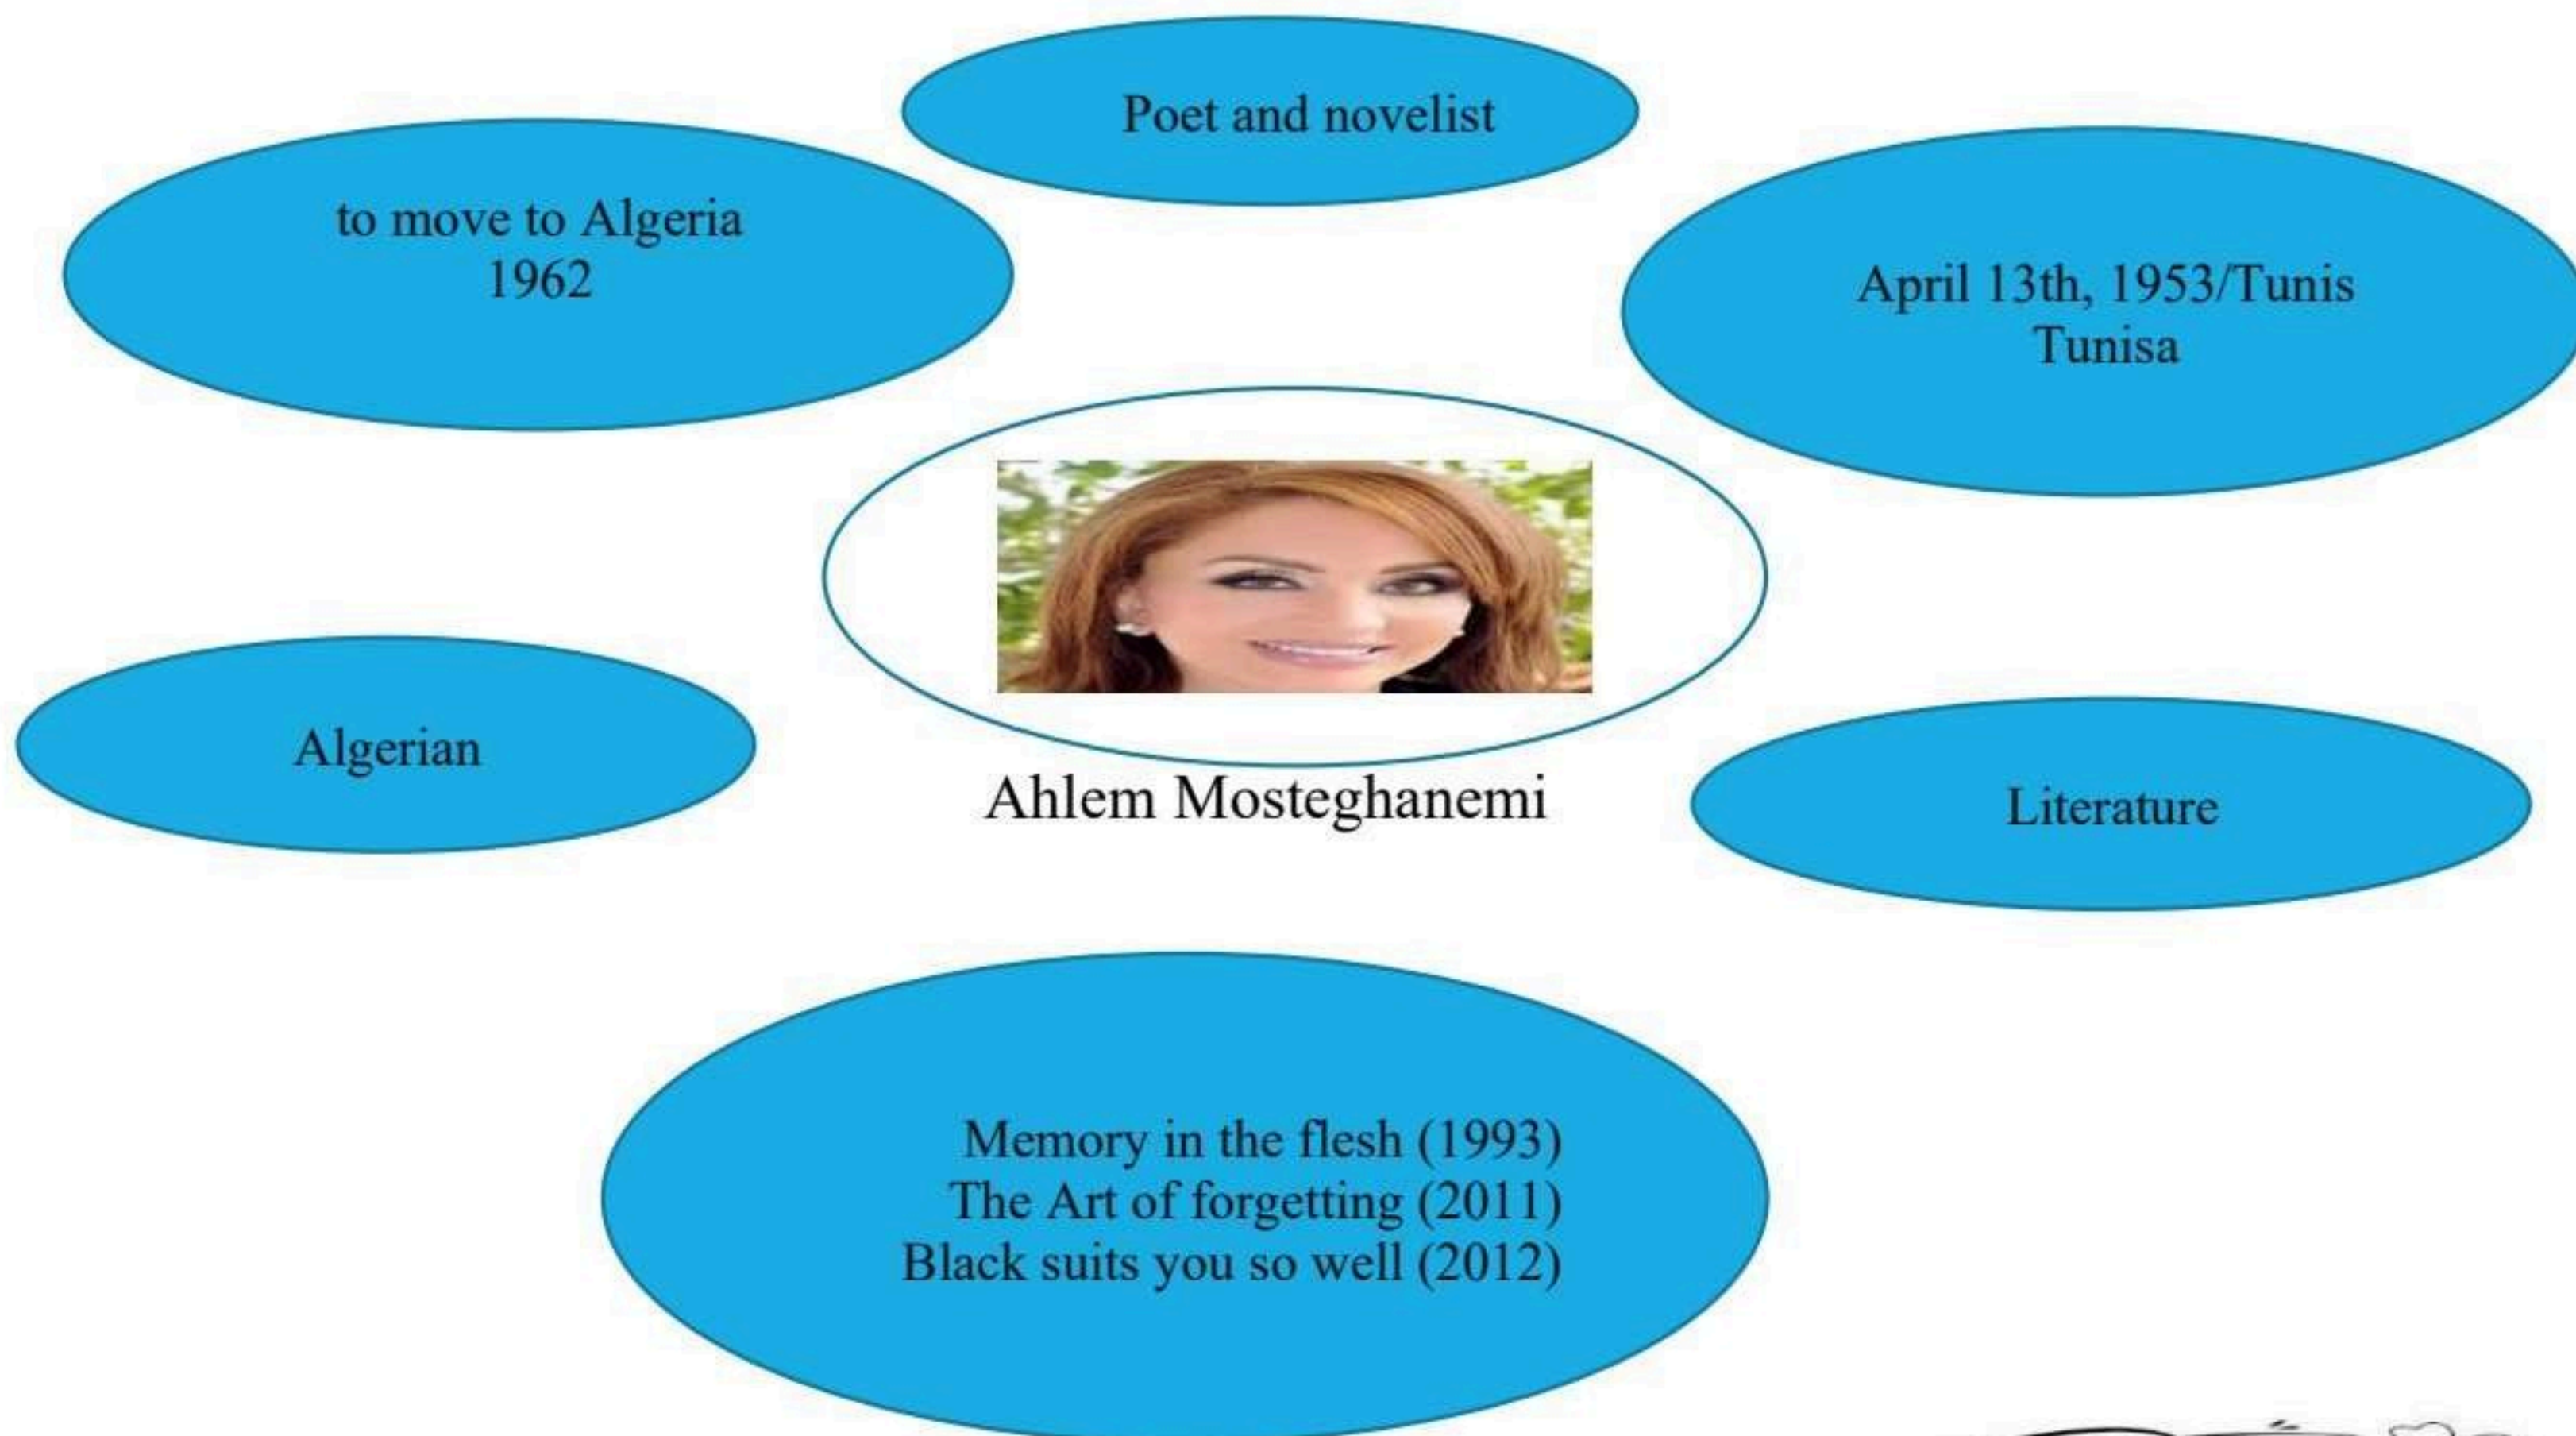 Poet and novelist
to move to Algeria
1962
April 13th, 1953/Tunis
Tunisa
Algerian
Ahlem Mosteghanemi
Literature
Memory in the flesh (1993)
The Art of forgetting (2011)
Black suits you so well (2012)